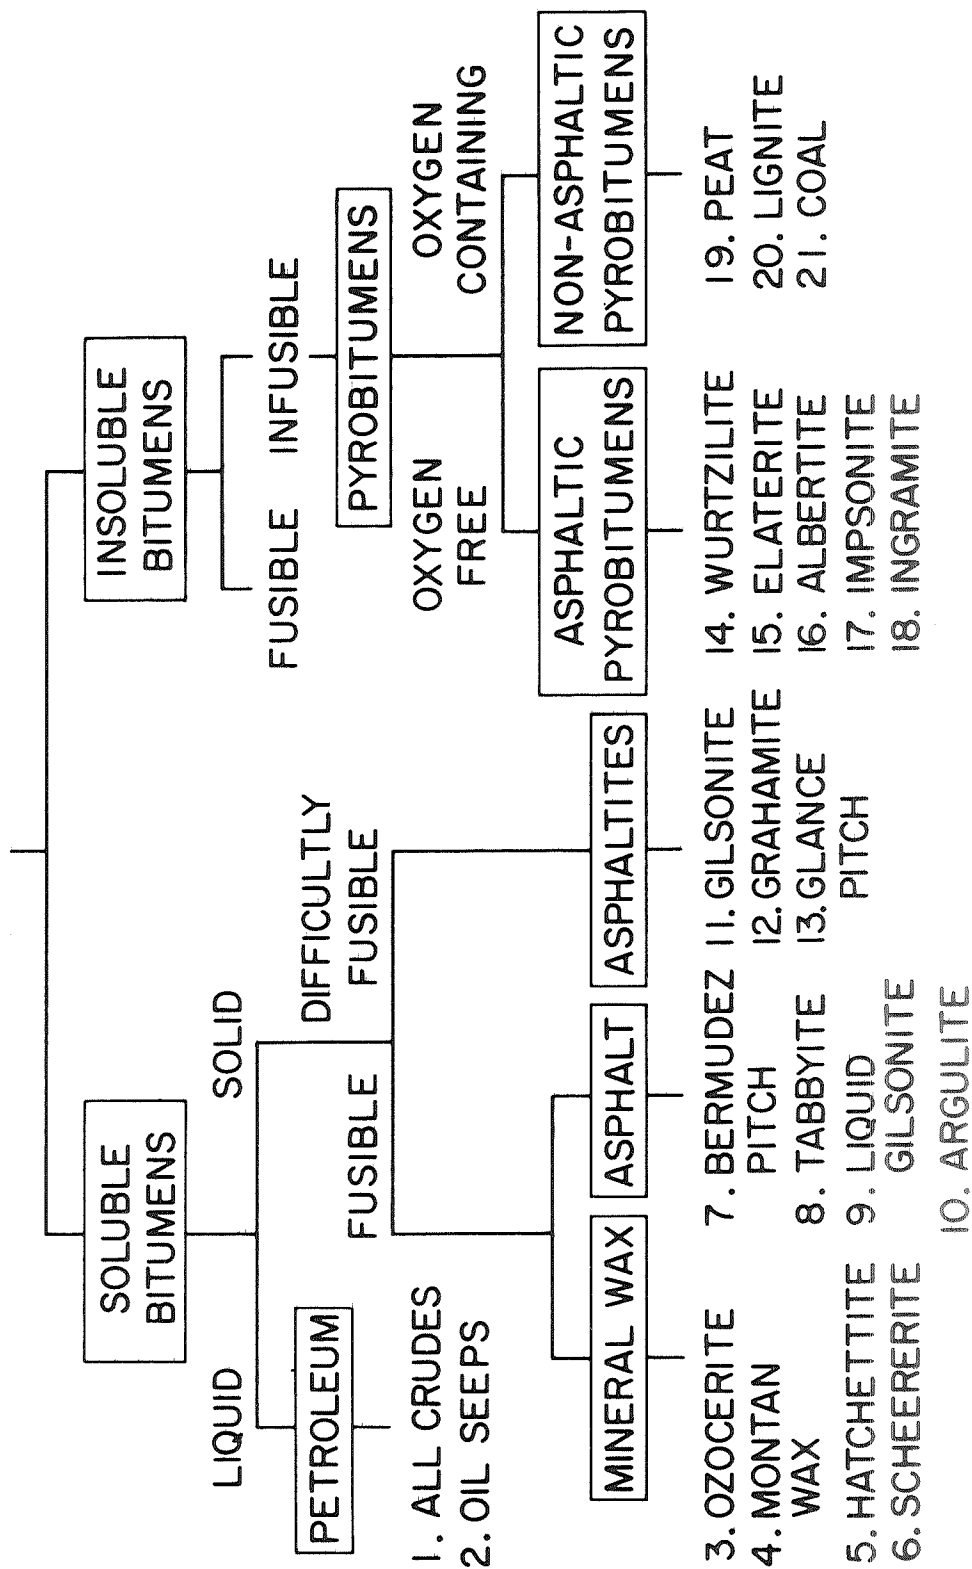 SOLUBLE
BITUMENS
INSOLUBLE
BITUMENS
LIQUID
SOLID
FUSIBLE
INFUSIBLE
PETROLEUM
DIFFICULTLY
FUSIBLE
PYROBITUMENS
FUSIBLE
1. ALL CRUDES
2. OIL SEEPS
OXYGEN
FREE
OXYGEN
CONTAINING
MINERAL WAX
ASPHALT
ASPHALTITES
ASPHALTIC
PYROBITUMENS
NON-ASPHALTIC
PYROBITUMENS
3. OZOCERITE
4. MONTAN
WAX
5. HATCHETTITE
6. SCHEERERITE
7. BERMUDEZ
PITCH
8. TABBYITE
9. LIQUID
GILSONITE
10. ARGULITE
11. GILSONITE
12. GRAHAMITE
13. GLANCE
PITCH
14. WURTZILITE
15. ELATERITE
16. ALBERTITE
17. IMPSONITE
18. INGRAMITE
19. PEAT
20. LIGNITE
21. COAL